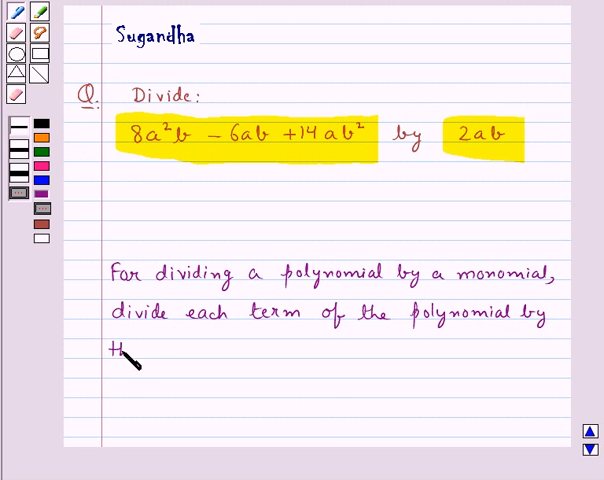 Sugandha
Q. Divide:
8a²b - 6ab + 14ab² by 2ab
For dividing a polynomial by a monomial,
divide each term of the polynomial by